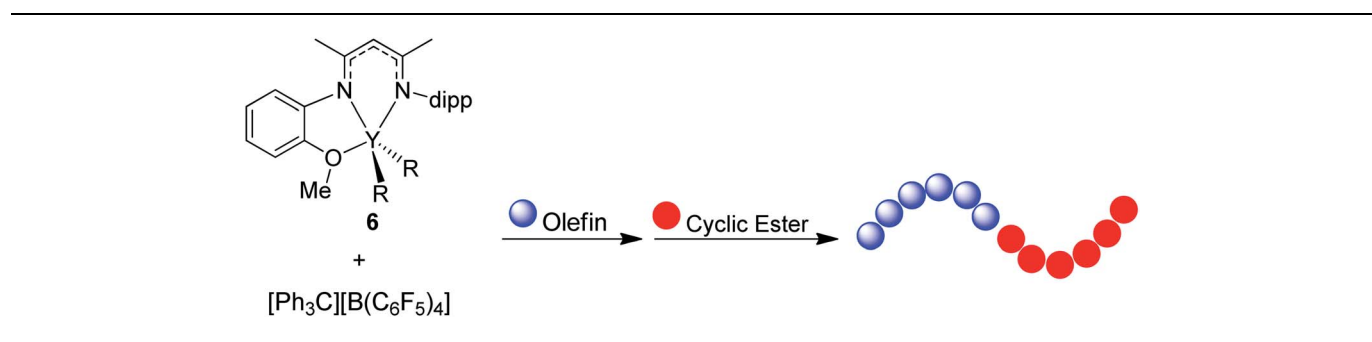 N N dipp
Y
O R
Me R
6
+
[Ph₃C][B(C₆F₅)₄]
Olefin Cyclic Ester